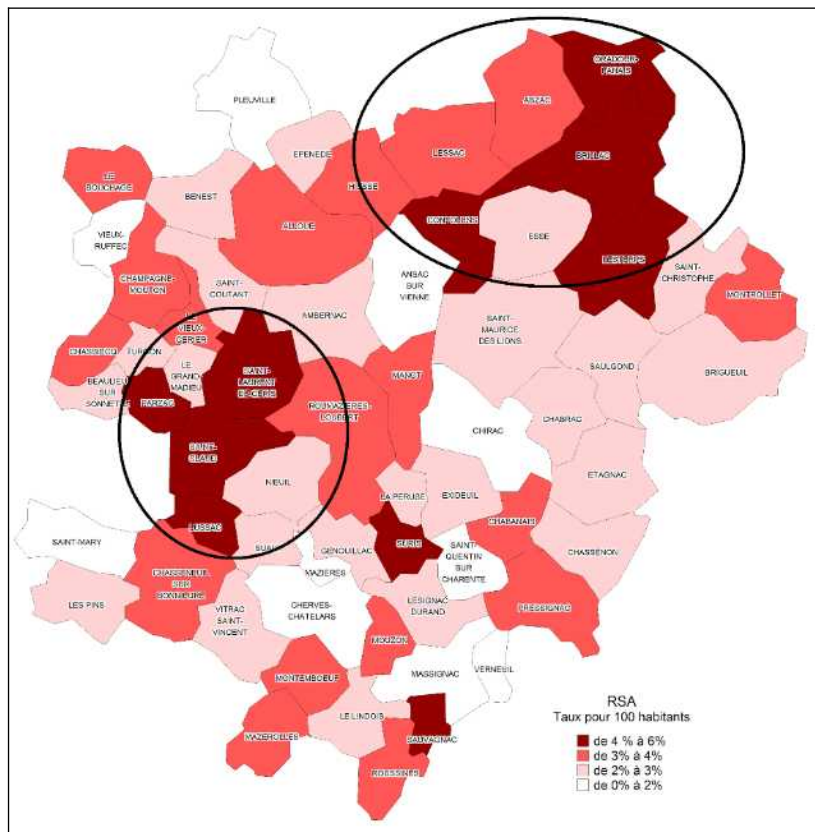 ORADOUR-
FANAIS
PLEUVILLE
ABZAC
EPENEDE
LESSAC
BRILLAC
LE
BOUCHAGE
HIESSE
BENEST
CONFOLENS
ALLOUE
ESSE
VIEUX-
RUFFEC
LESTERPS
SAINT-
CHRISTOPHE
ANSAC
SUR
VIENNE
CHAMPAGNE-
MOUTON
SAINT-
COUTANT
MONTROLLET
AMBERNAC
SAINT-
MAURICE
DES LIONS
LE
VIEUX-
CERIER
CHASSIECQ
TURGON
SAULGOND
LE
GRAND-
MADIEU
SAINT-
LAURENT
DE-CERIS
MANOT
BRIGUEUIL
BEAULIEU
SUR
SONNETTE
PARZAC
ROUMAZIERES-
LOUBERT
CHABRAC
CHIRAC
SAINT-
CLAUD
ETAGNAC
NIEUIL
LA PERUSE
EXIDEUIL
LUSSAC
CHABANAIS
SAINT-MARY
SURIS
SAINT-
QUENTIN
SUR
CHARENTE
SUAUX
GENOUILLAC
CHASSENON
MAZIERES
CHASSENEUIL
SUR
BONNIEURE
LES PINS
CHERVES-
CHATELARS
LESIGNAC
DURAND
PRESSIGNAC
VITRAC
SAINT-
VINCENT
MOUZON
MASSIGNAC
VERNEUIL
MONTEMBOEUF
LE LINDOIS
MAZEROLLES
SAUVAGNAC
ROUSSINES
RSA
Taux pour 100 habitants
de 4 % à 6%
de 3% à 4%
de 2% à 3%
de 0% à 2%